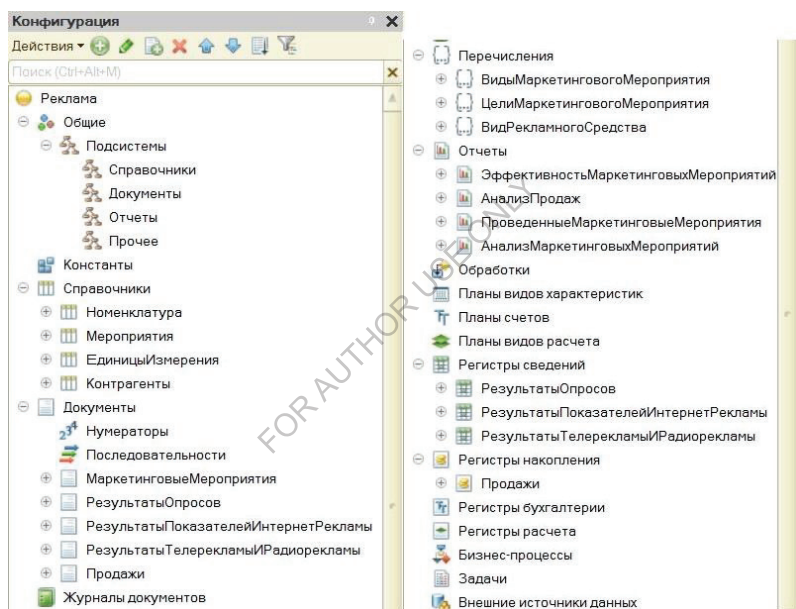 Конфигурация
Действия
Поиск (Ctrl+Alt+M)
Реклама
Общие
Подсистемы
Справочники
Документы
Отчеты
Прочее
Константы
Справочники
Номенклатура
Мероприятия
ЕдиницыИзмерения
Контрагенты
Документы
Нумераторы
Последовательности
МаркетинговыеМероприятия
РезультатыОпросов
РезультатыПоказателейИнтернетРекламы
РезультатыТелерекламыИРадиорекламы
Продажи
Журналы документов
Перечисления
ВидыМаркетинговогоМероприятия
ЦелиМаркетинговогоМероприятия
ВидРекламногоСредства
Отчеты
ЭффективностьМаркетинговыхМероприятий
АнализПродаж
ПроведенныеМаркетинговыеМероприятия
АнализМаркетинговыхМероприятий
Обработки
Планы видов характеристик
Планы счетов
Планы видов расчета
Регистры сведений
РезультатыОпросов
РезультатыПоказателейИнтернетРекламы
РезультатыТелерекламыИРадиорекламы
Регистры накопления
Продажи
Регистры бухгалтерии
Регистры расчета
Бизнес-процессы
Задачи
Внешние источники данных
FOR AUTHOR USE ONLY